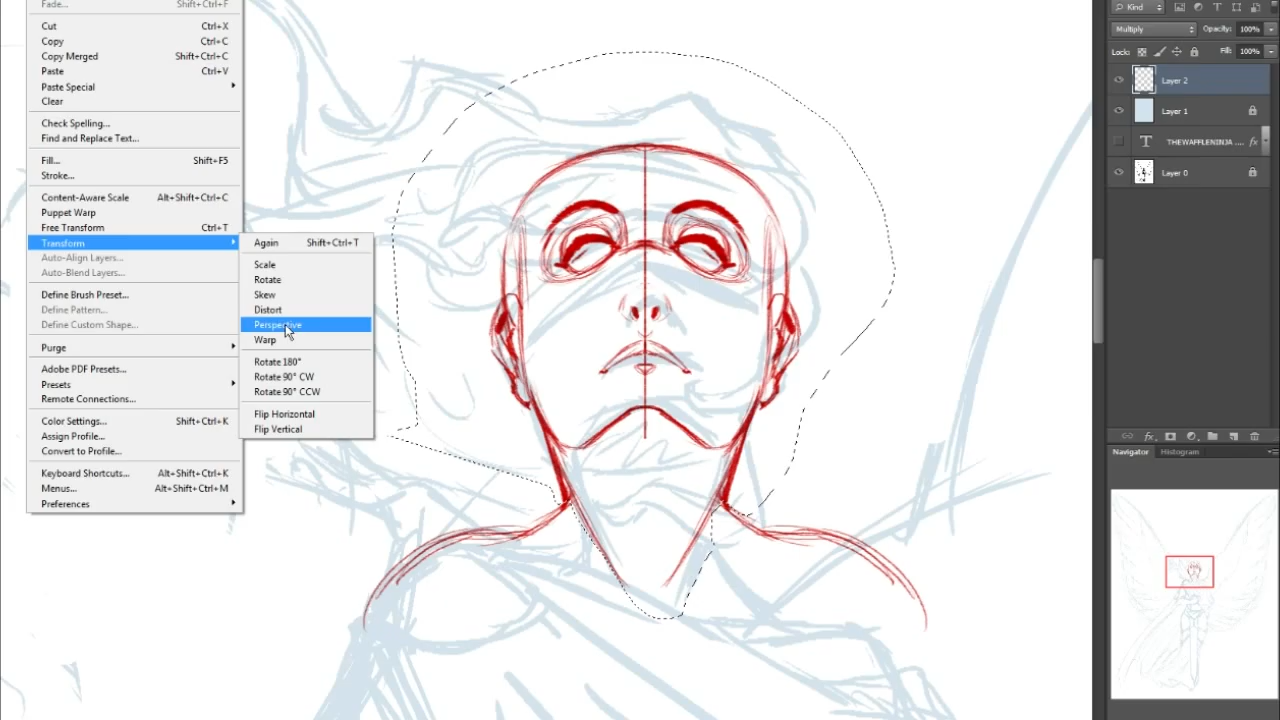 Fade... Shift+Ctrl+F
Cut Ctrl+X
Copy Ctrl+C
Copy Merged Shift+Ctrl+C
Paste Ctrl+V
Paste Special
Clear
Check Spelling...
Find and Replace Text...
Fill... Shift+F5
Stroke...
Content-Aware Scale Alt+Shift+Ctrl+C
Puppet Warp
Free Transform Ctrl+T
Transform
Auto-Align Layers...
Auto-Blend Layers...
Define Brush Preset...
Define Pattern...
Define Custom Shape...
Purge
Adobe PDF Presets...
Presets
Remote Connections...
Color Settings... Shift+Ctrl+K
Assign Profile...
Convert to Profile...
Keyboard Shortcuts... Alt+Shift+Ctrl+K
Menus... Alt+Shift+Ctrl+M
Preferences
Again Shift+Ctrl+T
Scale
Rotate
Skew
Distort
Perspective
Warp
Rotate 180°
Rotate 90° CW
Rotate 90° CCW
Flip Horizontal
Flip Vertical
Kind
Multiply Opacity: 100%
Lock: Fill: 100%
Layer 2
Layer 1
T THEWAFFLENINJA .... fx
Layer 0
fx
Navigator Histogram